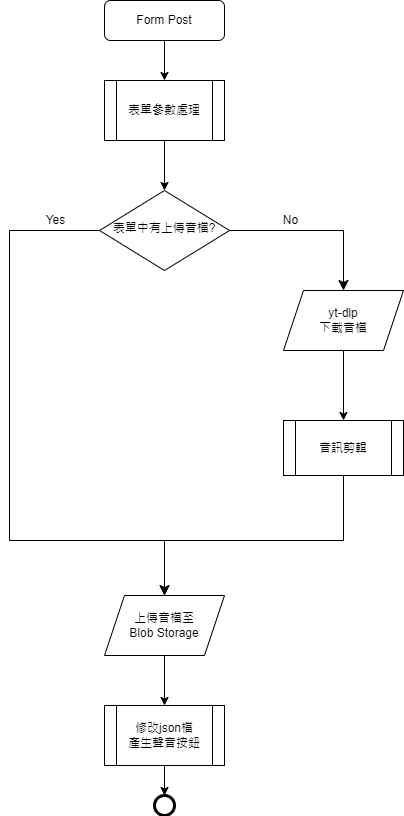 Form Post
表單參數處理
Yes
表單中有上傳音檔?
No
yt-dlp
下載音檔
音訊剪輯
上傳音檔至
Blob Storage
修改json檔
產生聲音按鈕